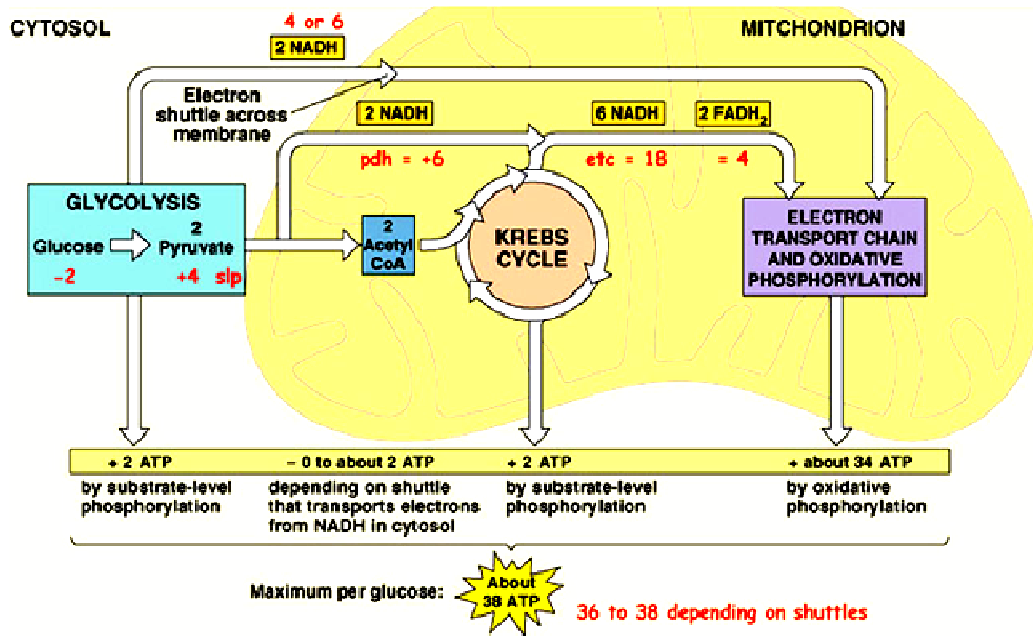 CYTOSOL
4 or 6
MITCHONDRION
2 NADH
Electron
shuttle across
membrane
2 NADH
6 NADH
2 FADH₂
pdh = +6
etc = 18
= 4
GLYCOLYSIS
Glucose
2
Pyruvate
-2
+4 slp
2
Acetyl
CoA
KREBS
CYCLE
ELECTRON
TRANSPORT CHAIN
AND OXIDATIVE
PHOSPHORYLATION
+ 2 ATP
by substrate-level
phosphorylation
– 0 to about 2 ATP
depending on shuttle
that transports electrons
from NADH in cytosol
+ 2 ATP
by substrate-level
phosphorylation
+ about 34 ATP
by oxidative
phosphorylation
Maximum per glucose:
About
38 ATP
36 to 38 depending on shuttles